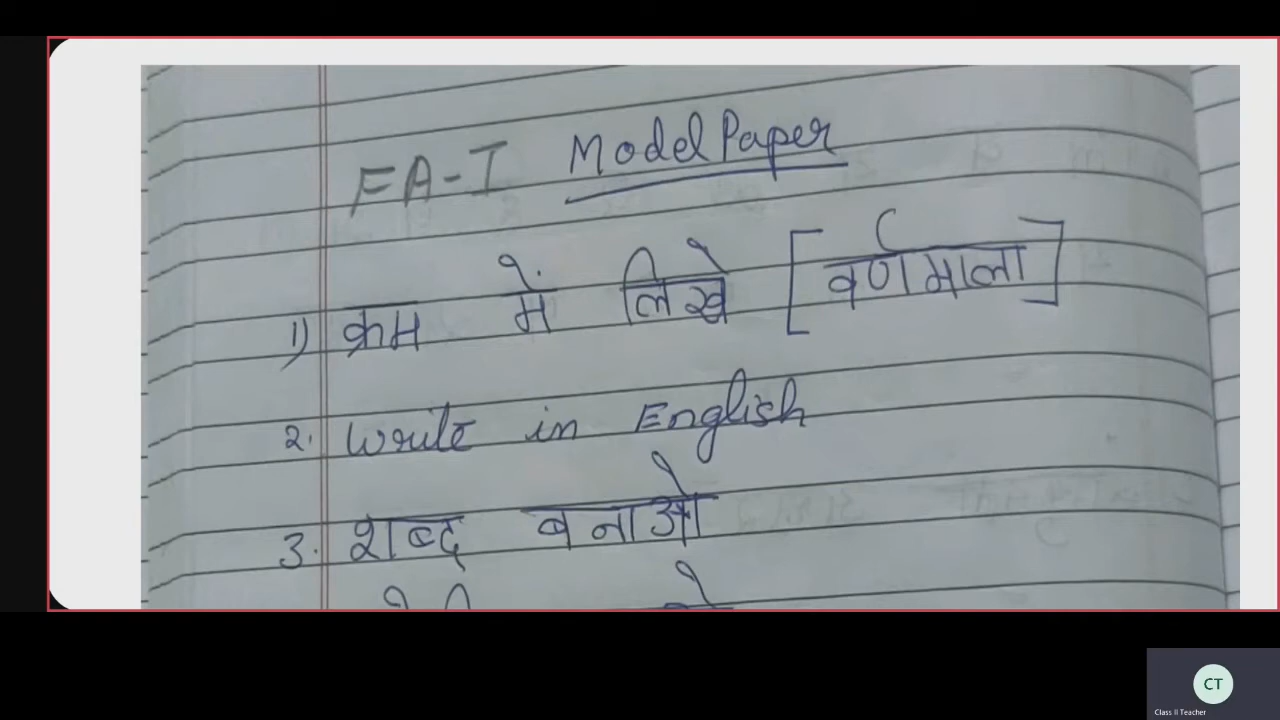 FA-I Model Paper
1) क्रम में लिखे [वर्णमाला]
2. Write in English
3. शब्द बनाओ
CT
Class II Teacher